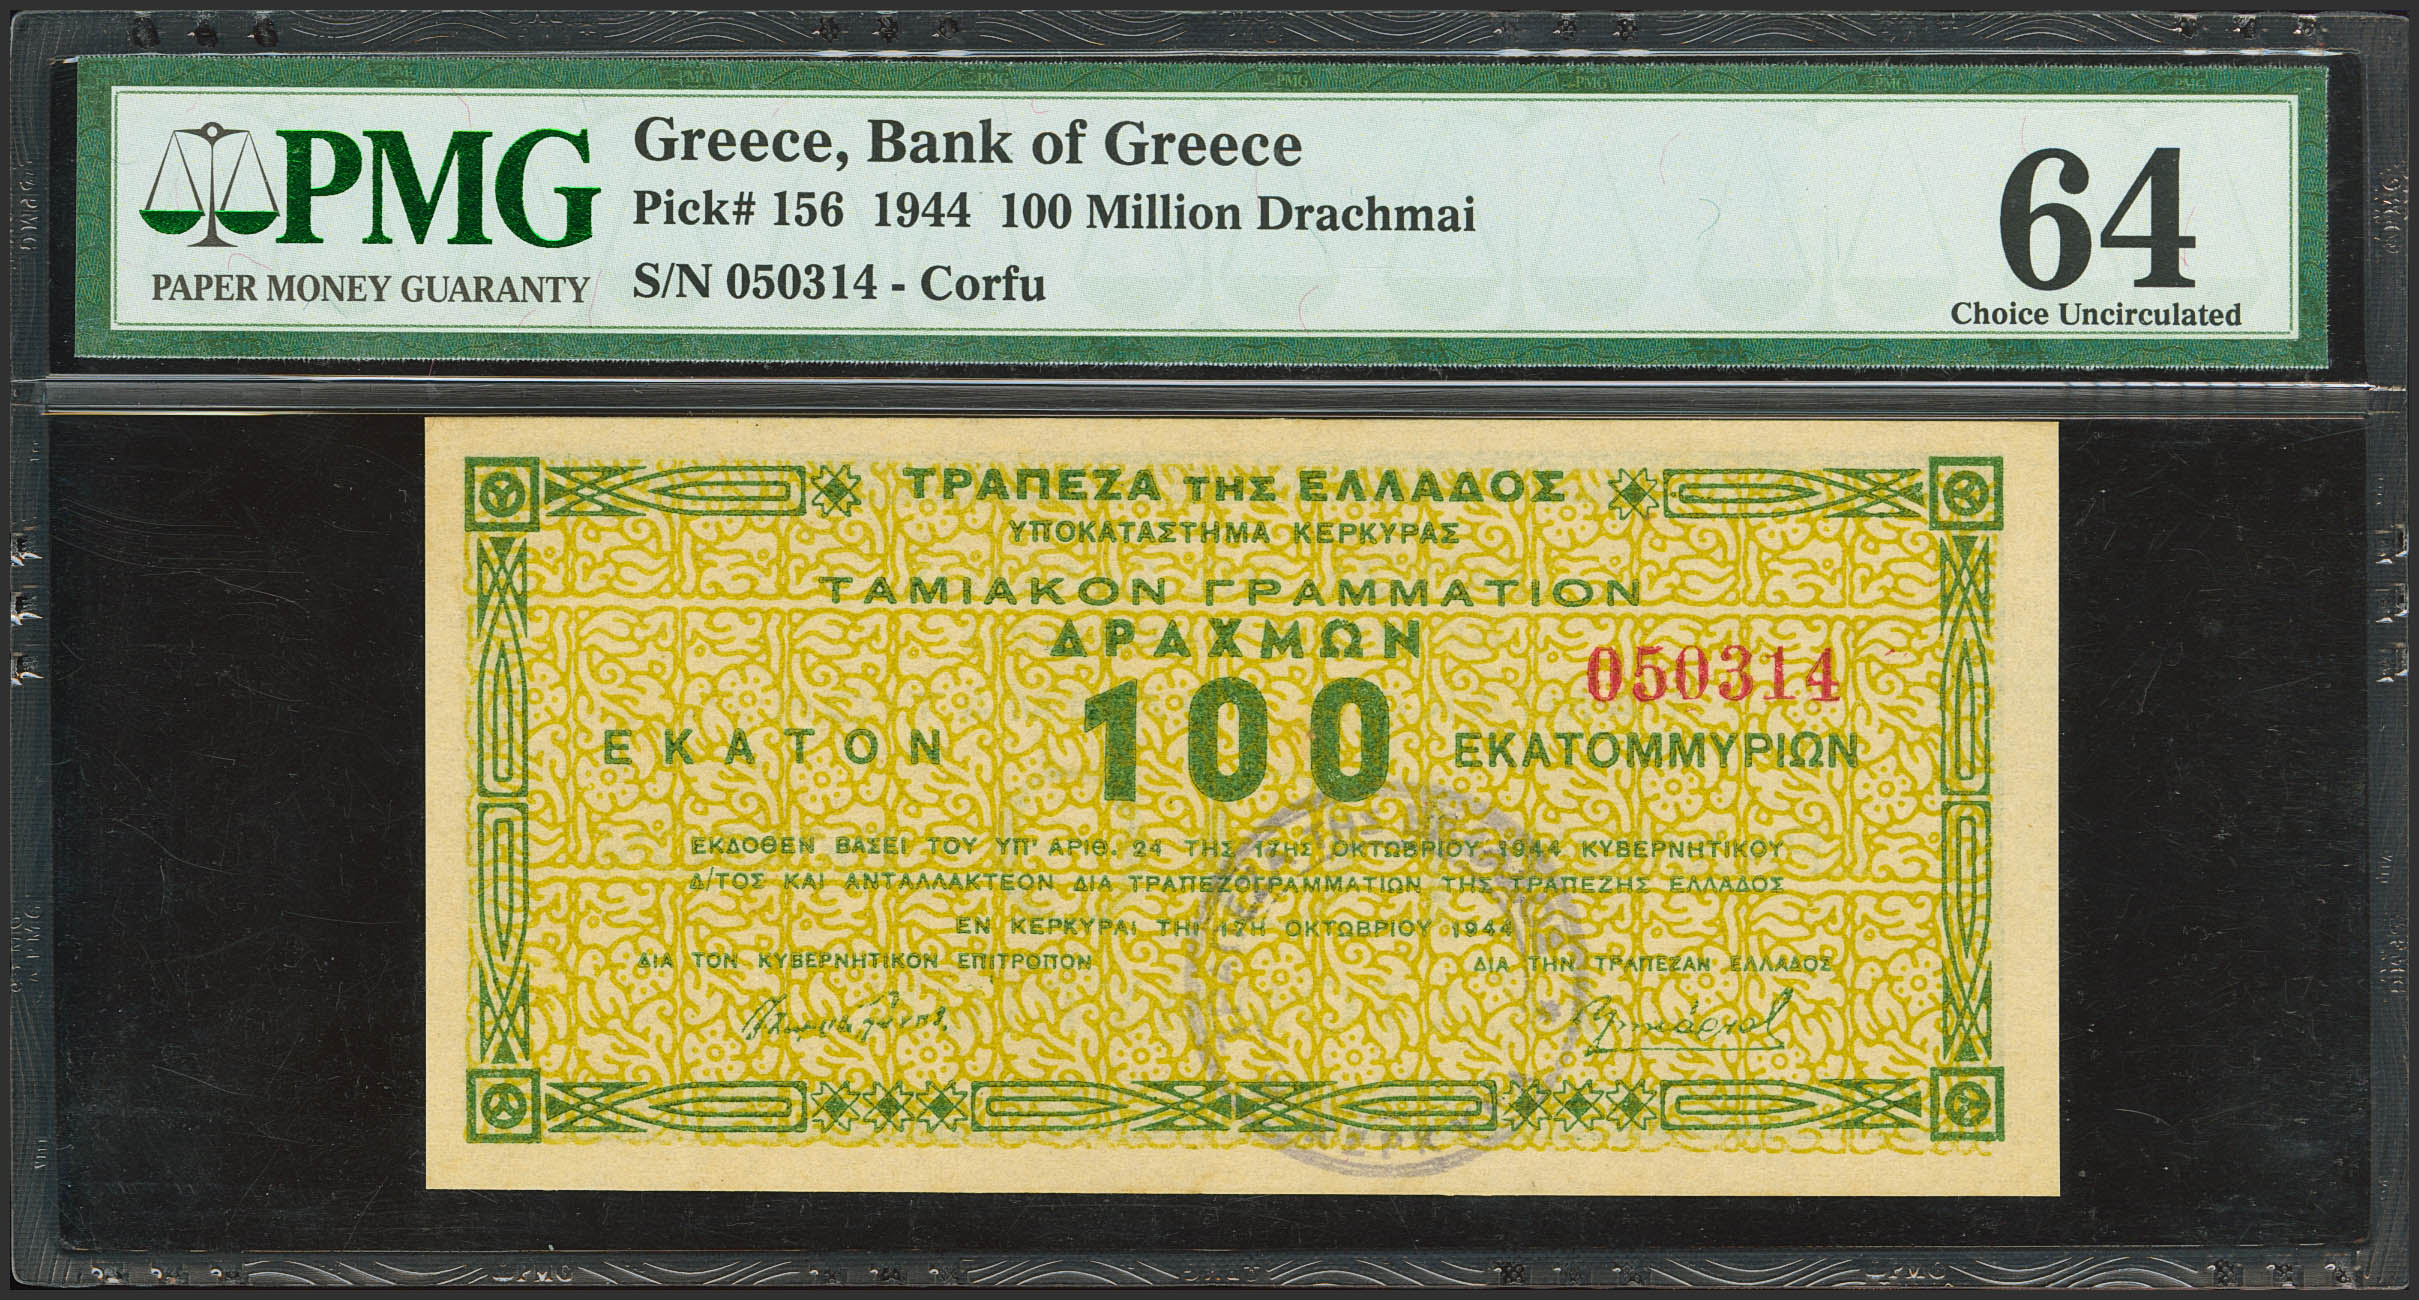 PMG
PAPER MONEY GUARANTY
Greece, Bank of Greece
Pick# 156 1944 100 Million Drachmai
S/N 050314 - Corfu
64
Choice Uncirculated
ΤΡΑΠΕΖΑ ΤΗΣ ΕΛΛΑΔΟΣ
ΥΠΟΚΑΤΑΣΤΗΜΑ ΚΕΡΚΥΡΑΣ
ΤΑΜΙΑΚΟΝ ΓΡΑΜΜΑΤΙΟΝ
ΔΡΑΧΜΩΝ
050314
ΕΚΑΤΟΝ 100 ΕΚΑΤΟΜΜΥΡΙΩΝ
ΕΚΔΟΘΕΝ ΒΑΣΕΙ ΤΟΥ ΥΠ' ΑΡΙΘ. 24 ΤΗΣ 17ΗΣ ΟΚΤΩΒΡΙΟΥ 1944 ΚΥΒΕΡΝΗΤΙΚΟΥ
Δ/ΤΟΣ ΚΑΙ ΑΝΤΑΛΛΑΚΤΕΟΝ ΔΙΑ ΤΡΑΠΕΖΟΓΡΑΜΜΑΤΙΩΝ ΤΗΣ ΤΡΑΠΕΖΗΣ ΕΛΛΑΔΟΣ
ΕΝ ΚΕΡΚΥΡΑΙ ΤΗΙ 17Η ΟΚΤΩΒΡΙΟΥ 1944
ΔΙΑ ΤΟΝ ΚΥΒΕΡΝΗΤΙΚΟΝ ΕΠΙΤΡΟΠΟΝ
ΔΙΑ ΤΗΝ ΤΡΑΠΕΖΑΝ ΕΛΛΑΔΟΣ